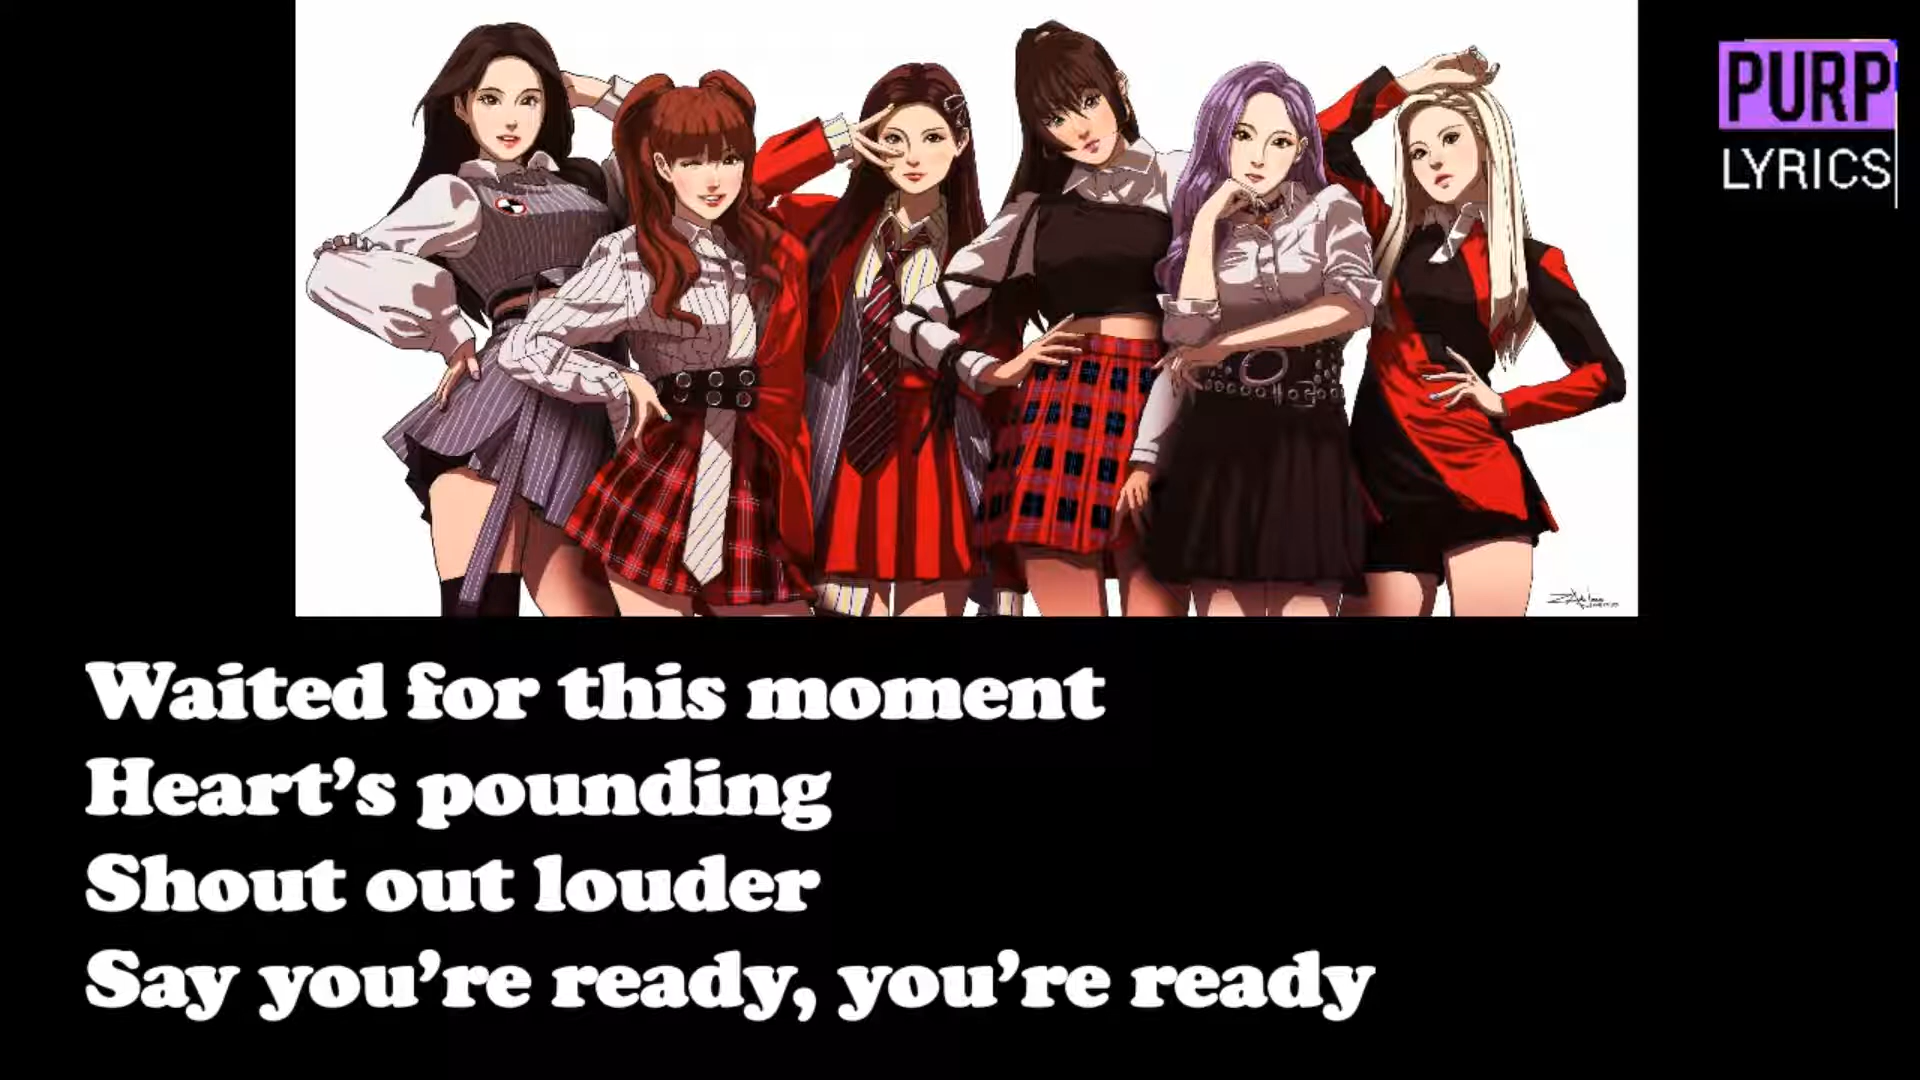 PURP
LYRICS
Waited for this moment
Heart’s pounding
Shout out louder
Say you’re ready, you’re ready